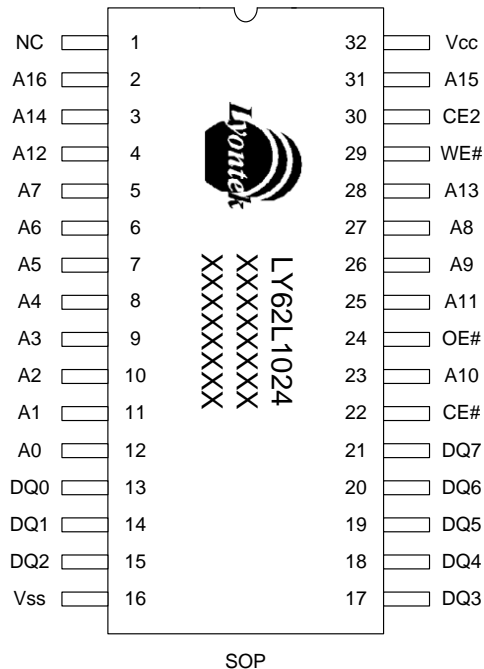 NC 1 32 Vcc
A16 2 31 A15
A14 3 30 CE2
A12 4 29 WE#
A7 5 28 A13
A6 6 27 A8
A5 7 26 A9
A4 8 25 A11
A3 9 24 OE#
A2 10 23 A10
A1 11 22 CE#
A0 12 21 DQ7
DQ0 13 20 DQ6
DQ1 14 19 DQ5
DQ2 15 18 DQ4
Vss 16 17 DQ3
Lyontek
LY62L1024
XXXXXXXX
XXXXXXXX
SOP